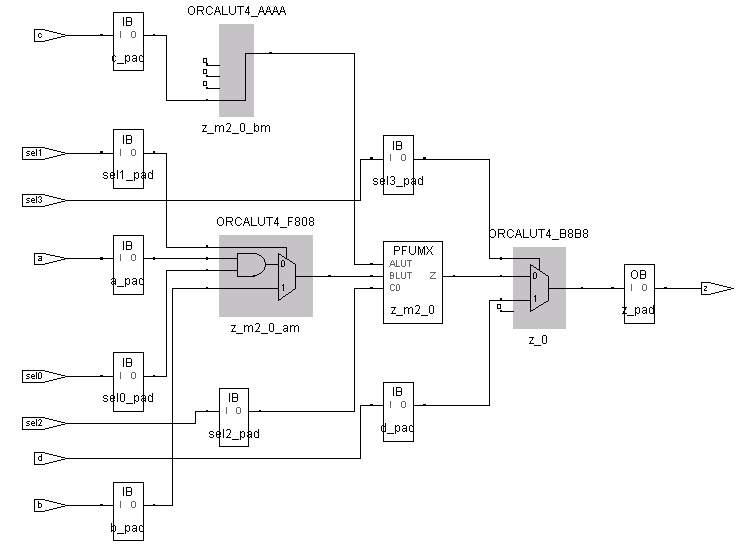 ORCALUT4_AAAA
IB
c
I O
c_pad
z_m2_0_bm
IB
IB
sel1
I O
I O
sel1_pad
sel3_pad
sel3
ORCALUT4_F808
ORCALUT4_B8B8
IB
PFUMX
a
I O
0
ALUT
a_pad
BLUT Z
0
OB
1
C0
1
I O
z
z_m2_0
z_pad
z_m2_0_am
z_0
IB
sel0
I O
sel0_pad
IB
IB
sel2
I O
I O
sel2_pad
d_pad
d
IB
b
I O
b_pad